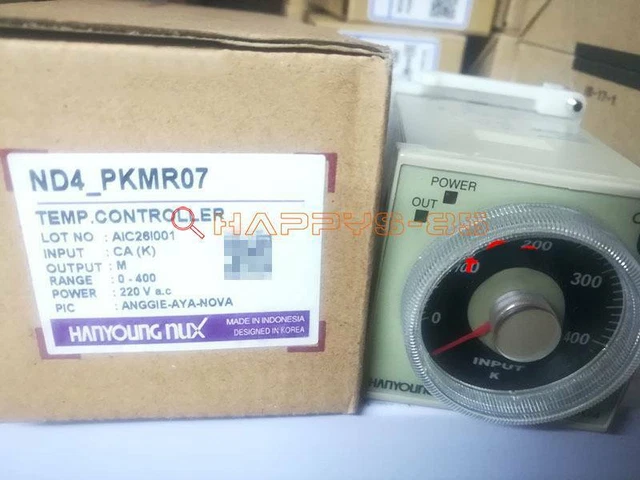 ND4_PKMR07
TEMP.CONTROLLER
LOT NO : AIC26I001
INPUT : CA (K)
OUTPUT : M
RANGE : 0 - 400
POWER : 220 V a.c
PIC : ANGGIE-AYA-NOVA
HANYOUNG nux
MADE IN INDONESIA
DESIGNED IN KOREA
HAPPYS-AM
POWER
OUT
0
100
200
300
400
INPUT
K
HANYOUNG